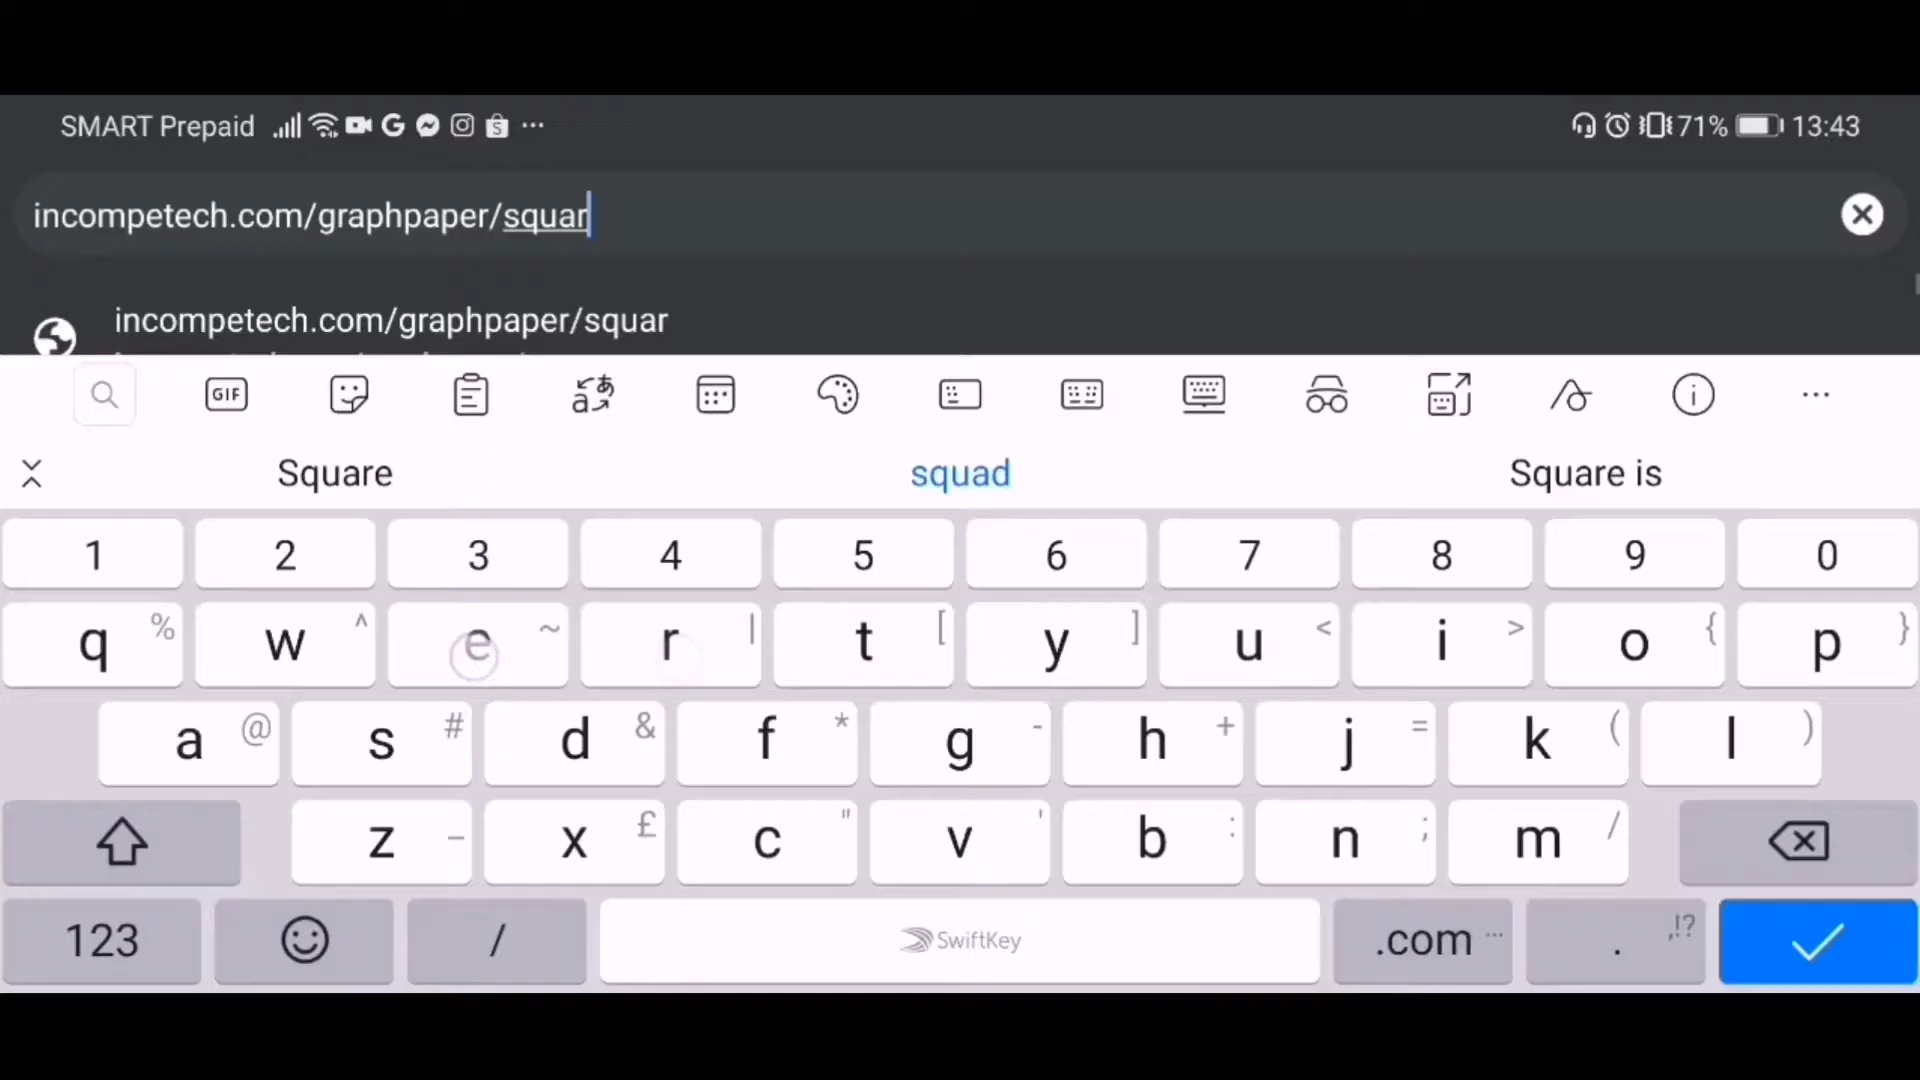 SMART Prepaid 71% 13:43
incompetech.com/graphpaper/squar
incompetech.com/graphpaper/squar
GIF
Square squad Square is
1 2 3 4 5 6 7 8 9 0
q % w ^ e ~ r | t [ y ] u < i > o { p }
a @ s # d & f * g - h + j = k ( l )
z _ x £ c " v ' b : n ; m /
123 / SwiftKey .com ... . ,!?